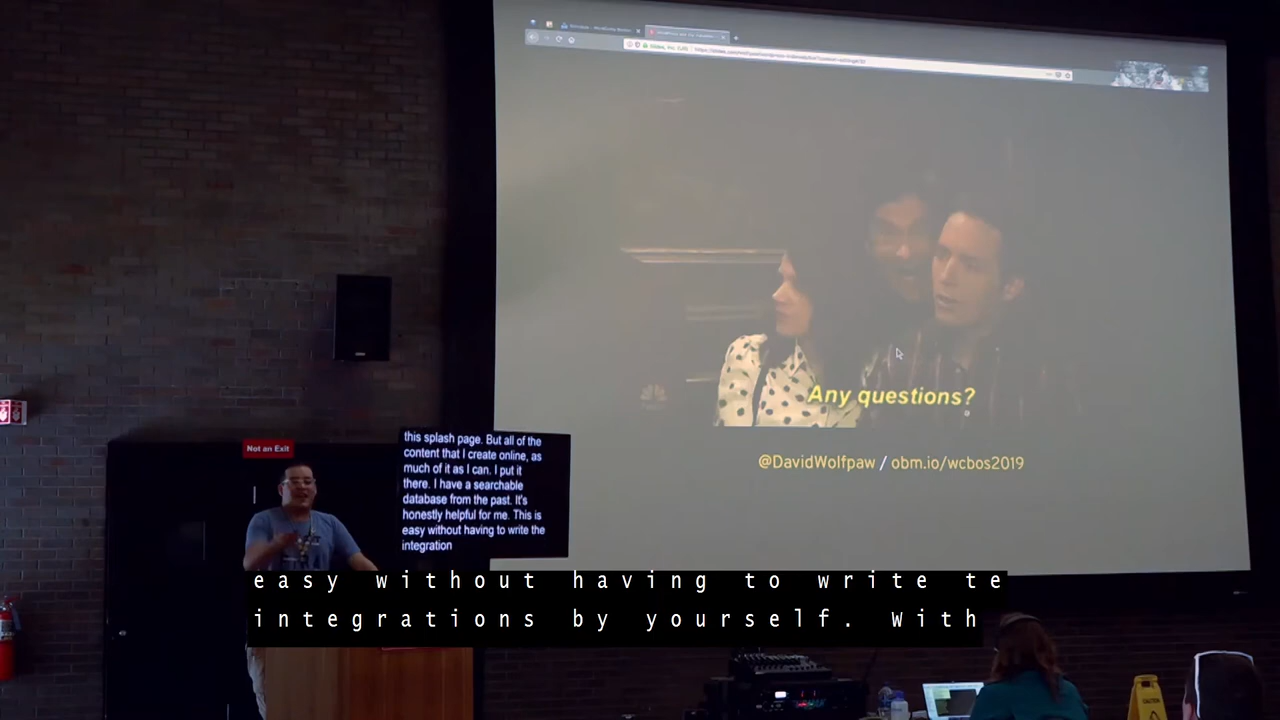 Any questions?
@DavidWolfpaw / obm.io/wcbos2019
Not an Exit
this splash page. But all of the
content that I create online, as
much of it as I can. I put it
there. I have a searchable
database from the past. It's
honestly helpful for me. This is
easy without having to write the
integration
easy without having to write te
integrations by yourself. With
CAUTION